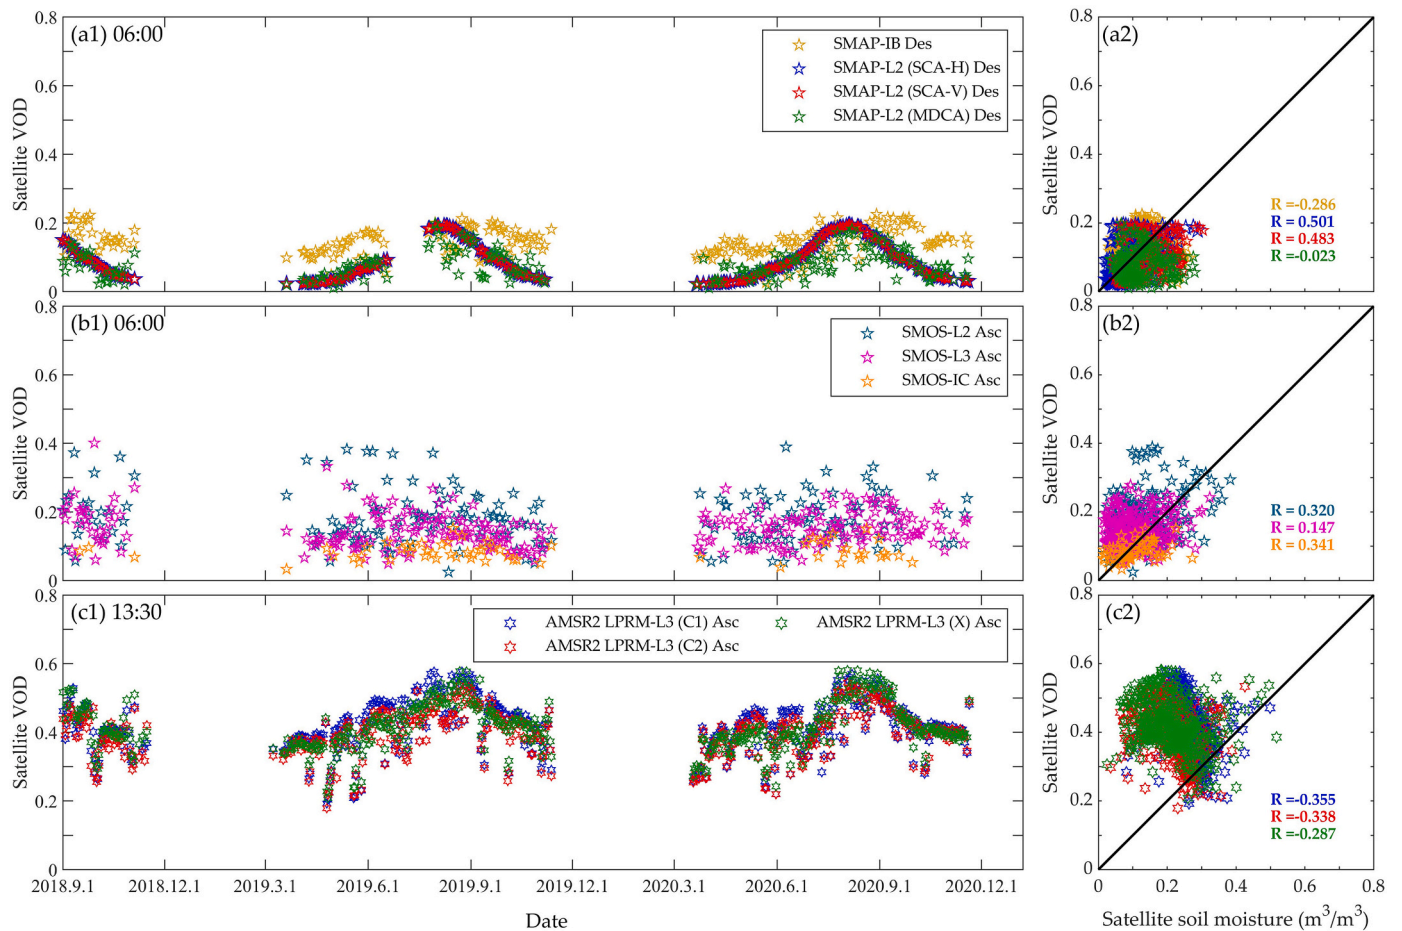 (a1) 06:00
SMAP-IB Des
SMAP-L2 (SCA-H) Des
SMAP-L2 (SCA-V) Des
SMAP-L2 (MDCA) Des
Satellite VOD
0.8
0.6
0.4
0.2
0
(a2)
Satellite VOD
0.8
0.6
0.4
0.2
0
R =-0.286
R = 0.501
R = 0.483
R =-0.023
(b1) 06:00
SMOS-L2 Asc
SMOS-L3 Asc
SMOS-IC Asc
Satellite VOD
0.8
0.6
0.4
0.2
0
(b2)
Satellite VOD
0.8
0.6
0.4
0.2
0
R = 0.320
R = 0.147
R = 0.341
(c1) 13:30
AMSR2 LPRM-L3 (C1) Asc AMSR2 LPRM-L3 (X) Asc
AMSR2 LPRM-L3 (C2) Asc
Satellite VOD
0.8
0.6
0.4
0.2
0
2018.9.1 2018.12.1 2019.3.1 2019.6.1 2019.9.1 2019.12.1 2020.3.1 2020.6.1 2020.9.1 2020.12.1
Date
(c2)
Satellite VOD
0.8
0.6
0.4
0.2
0
R =-0.355
R =-0.338
R =-0.287
0 0.2 0.4 0.6 0.8
Satellite soil moisture (m³/m³)